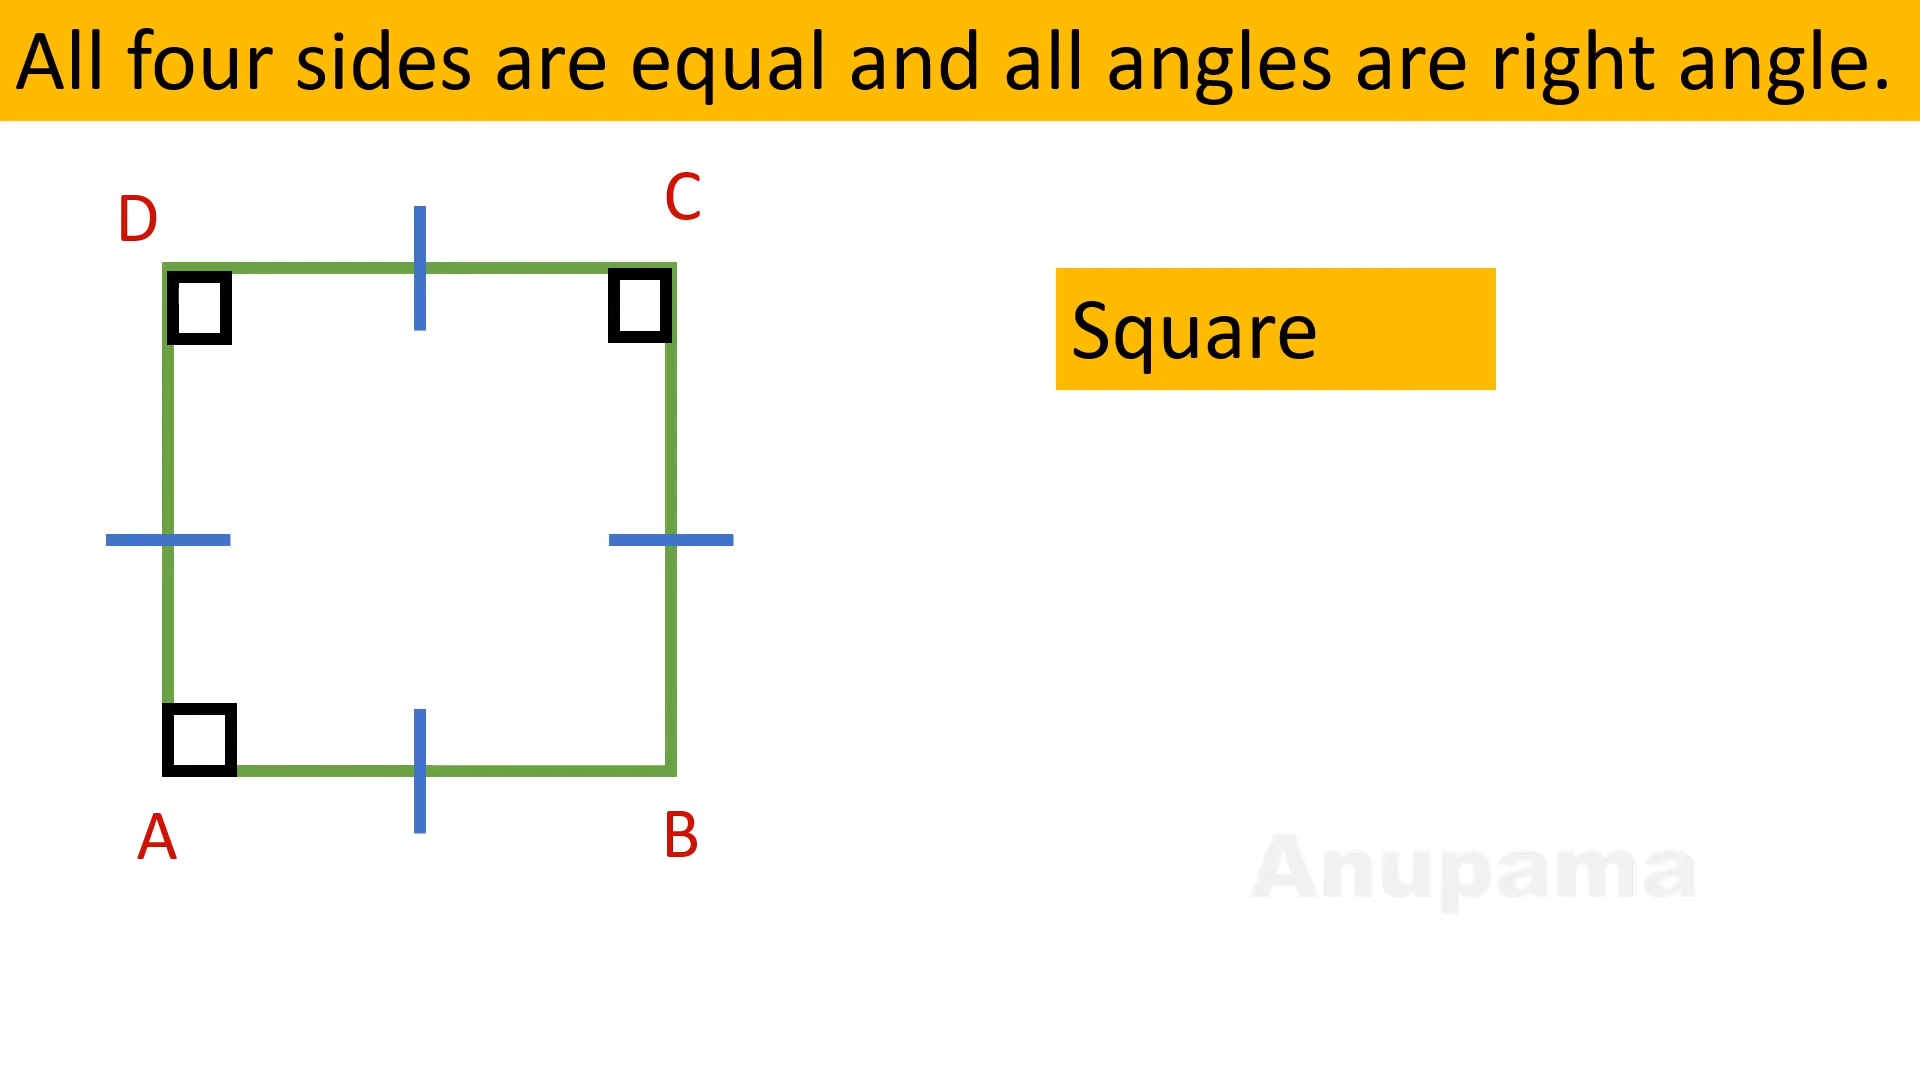 All four sides are equal and all angles are right angle.
D
C
Square
A
B
Anupama